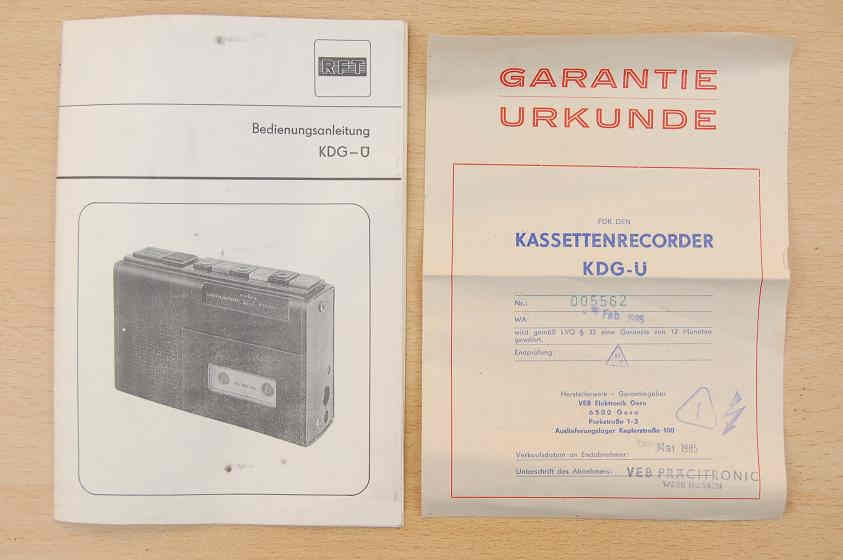 RFT
Bedienungsanleitung
KDG-Ü
GARANTIE
URKUNDE
FÜR DEN
KASSETTENRECORDER
KDG-U
Nr.: 005562
WA: Feb
wird gemäß LVO § 33 eine Garantie von 12 Monaten
gewährt.
Endprüfung:
Herstellerwerk - Garantiegeber
VEB Elektronik Gera
6500 Gera
Parkstraße 1-3
Auslieferungslager Keplerstraße 100
Verkaufsdatum an Endabnehmer: Mai 1985
Unterschrift des Abnehmers: VEB PRÄCITRONIC